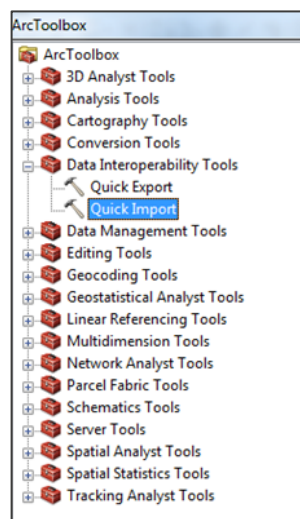 ArcToolbox
ArcToolbox
3D Analyst Tools
Analysis Tools
Cartography Tools
Conversion Tools
Data Interoperability Tools
Quick Export
Quick Import
Data Management Tools
Editing Tools
Geocoding Tools
Geostatistical Analyst Tools
Linear Referencing Tools
Multidimension Tools
Network Analyst Tools
Parcel Fabric Tools
Schematics Tools
Server Tools
Spatial Analyst Tools
Spatial Statistics Tools
Tracking Analyst Tools